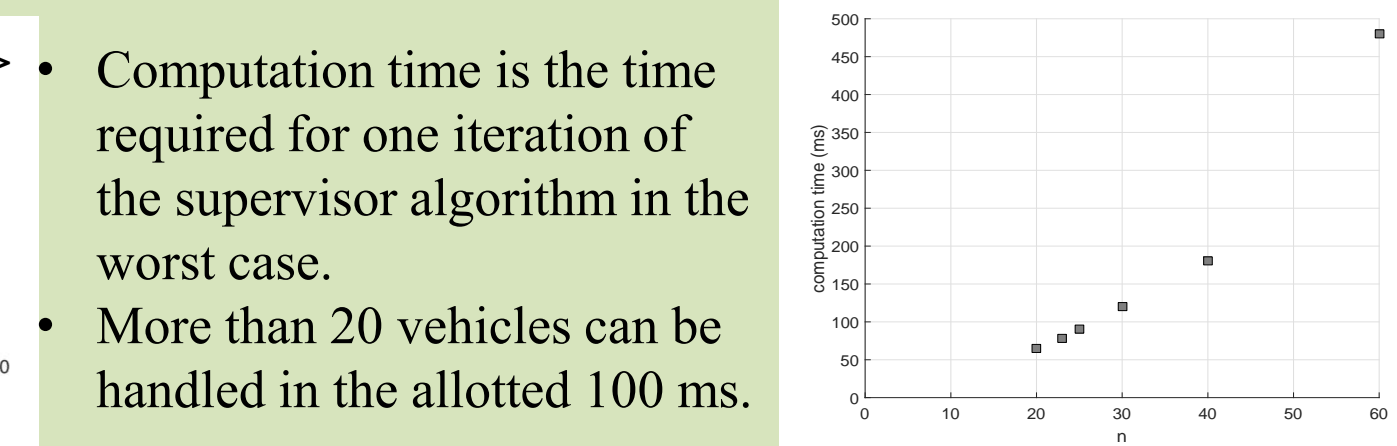 >
• Computation time is the time
required for one iteration of
the supervisor algorithm in the
worst case.
• More than 20 vehicles can be
handled in the allotted 100 ms.
0
500
450
400
350
300
250
200
150
100
50
0
computation time (ms)
0 10 20 30 40 50 60
n